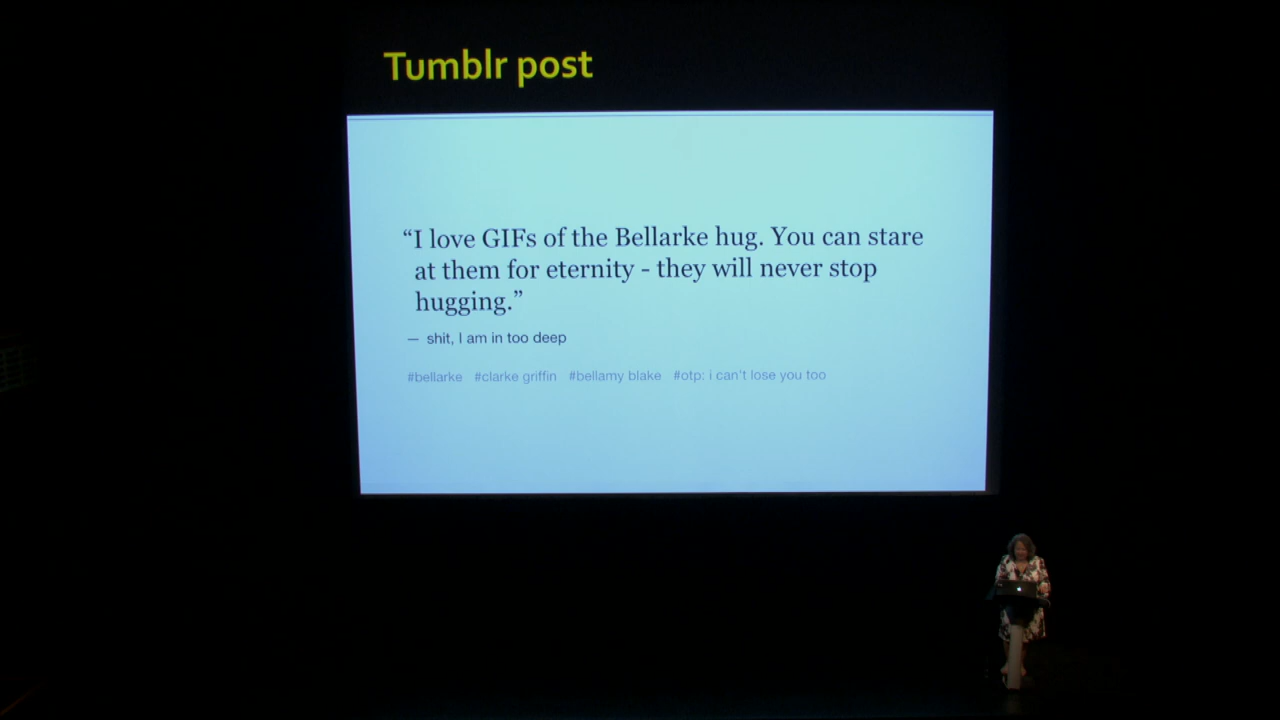 Tumblr post
“I love GIFs of the Bellarke hug. You can stare
at them for eternity - they will never stop
hugging.”
— shit, I am in too deep
#bellarke #clarke griffin #bellamy blake #otp: i can't lose you too